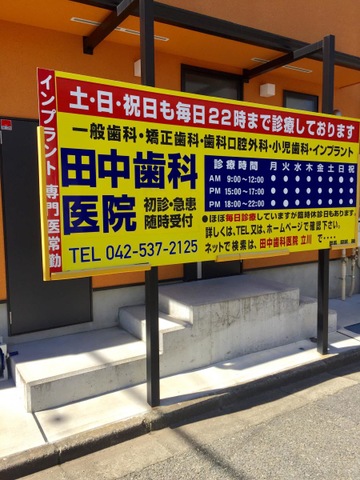 土・日・祝日も毎日22時まで診療しております
インプラント 専門医常勤
一般歯科・矯正歯科・歯科口腔外科・小児歯科・インプラント
田中歯科
医院
初診・急患
随時受付
TEL 042-537-2125
診療時間 月 火 水 木 金 土 日 祝
AM 9:00〜12:00 ● ● ● ● ● ● ● ●
PM 15:00〜17:00 ● ● ● ● ● ● ● ●
PM 18:00〜22:00 ● ● ● ● ● ● ● ●
●ほぼ毎日診療していますが臨時休診日もあります。
詳しくは、TEL又は、ホームページで確認下さい。
ネットで検索は、田中歯科医院 立川 で‥‥